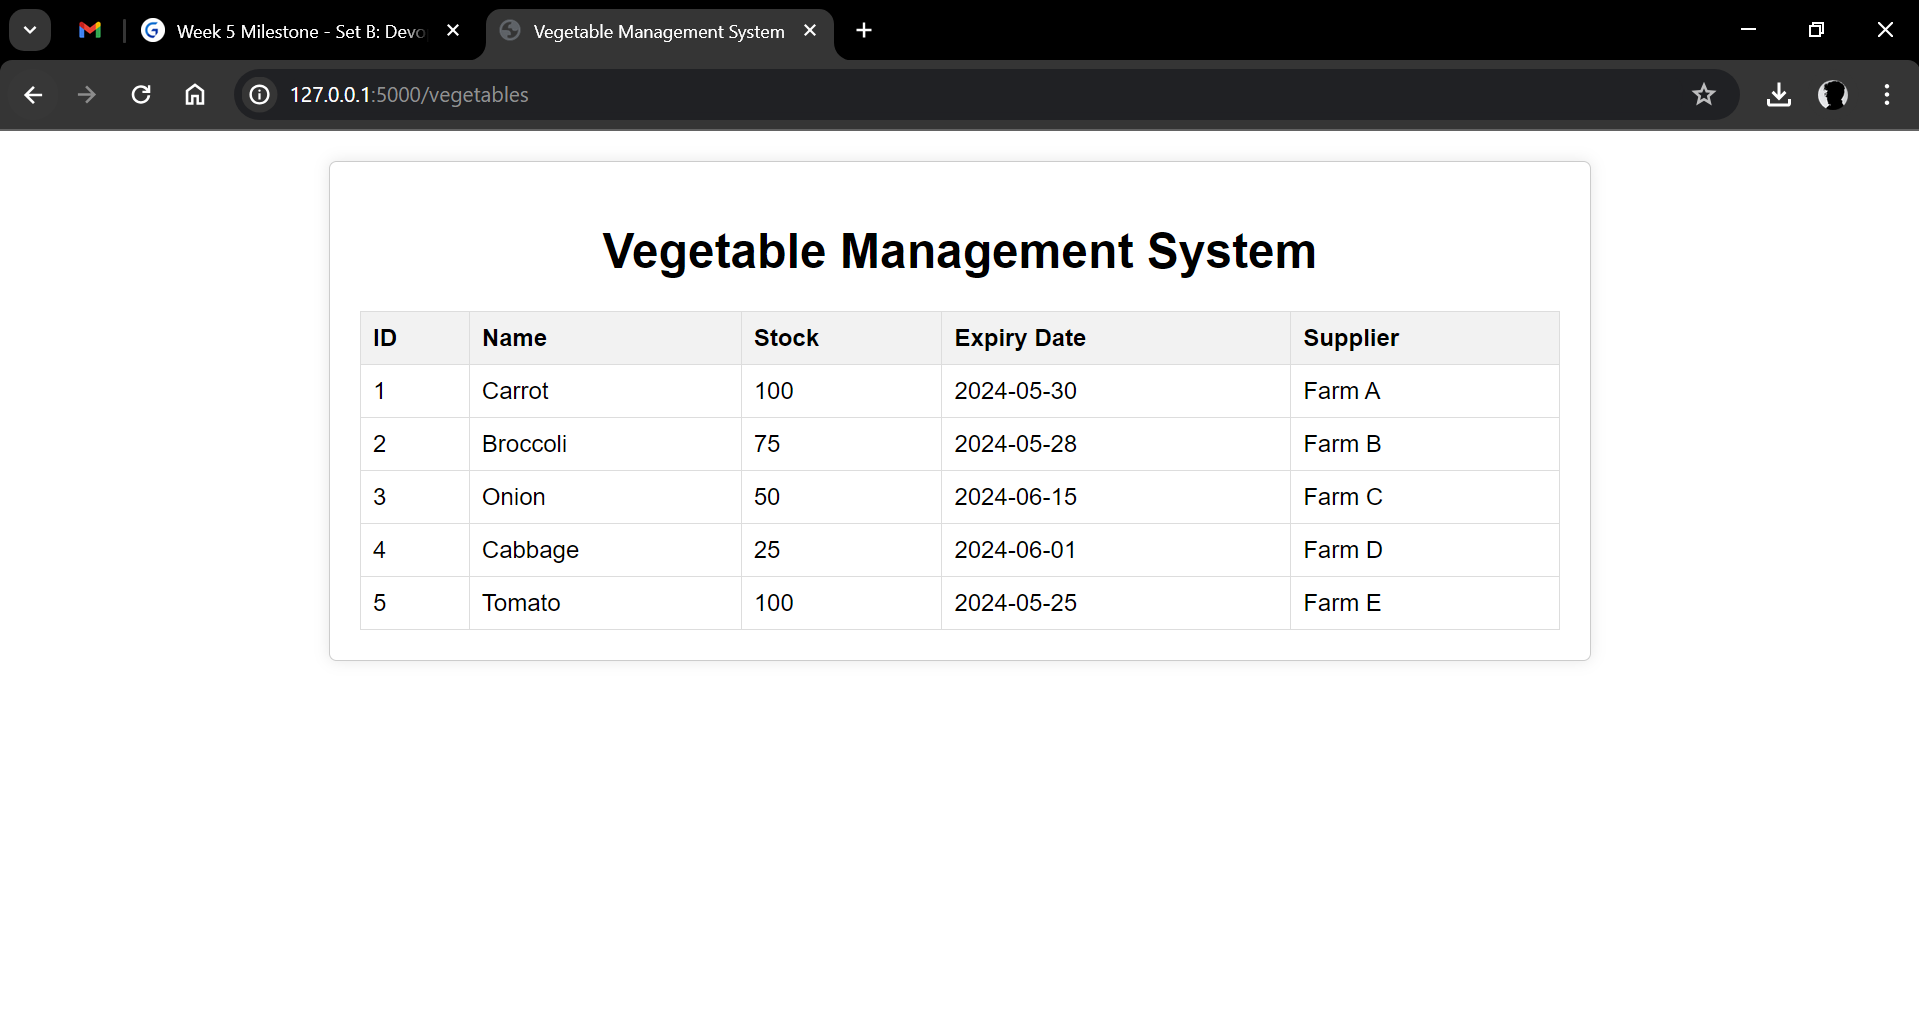 Week 5 Milestone - Set B: Devo
Vegetable Management System
127.0.0.1:5000/vegetables
Vegetable Management System
ID Name Stock Expiry Date Supplier
1 Carrot 100 2024-05-30 Farm A
2 Broccoli 75 2024-05-28 Farm B
3 Onion 50 2024-06-15 Farm C
4 Cabbage 25 2024-06-01 Farm D
5 Tomato 100 2024-05-25 Farm E